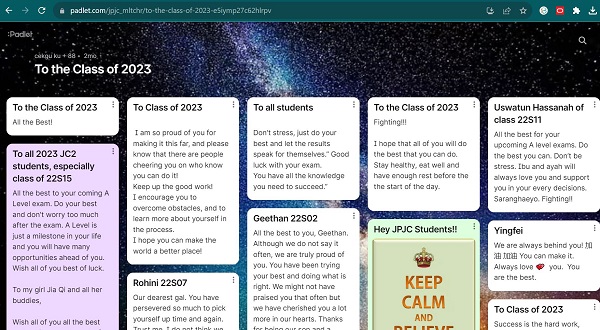 padlet.com/jpjc_mltchr/to-the-class-of-2023-e5iymp27c62hlrpv
:Padlet
cekgu ku + 88 • 2mo
To the Class of 2023
To the Class of 2023
All the Best!
To all 2023 JC2
students, especially
class of 22S15
All the best to your coming A
Level exam. Do your best
and don't worry too much
after the exam. A Level is
just a milestone in your life
and you will have many
opportunities ahead of you.
Wish all of you best of luck.
To my girl Jia Qi and all her
buddies,
Wish all of you all the best
To Class of 2023
I am so proud of you for
making it this far, and please
know that there are people
cheering you on who know
you can do it!
Keep up the good work!
I encourage you to
overcome obstacles, and to
learn more about yourself in
the process.
I hope you can make the
world a better place!
Rohini 22S07
Our dearest gal. You have
persevered so much to pick
yourself up time and again.
Trust me, I do not think we
To all students
Don't stress, just do your
best and let the results
speak for themselves." Good
luck with your exam.
You have all the knowledge
you need to succeed."
Geethan 22S02
All the best to you, Geethan.
Although we do not say it
often, we are truly proud of
you. You have been trying
your best and doing what is
right. We might not have
praised you that often but
we have cherished you a lot
more in our hearts. Thanks
for being our son and a
To the Class of 2023
Fighting!!!
I hope that all of you will
do the best that you can do.
Stay healthy, eat well and
have enough rest before the
the start of the day.
Hey JPJC Students!!
KEEP
CALM
AND
BELIEVE
Uswatun Hassanah of
class 22S11
All the best for your
upcoming A level exams. Do
the best you can. Don't be
stress. Ibu and ayah will
always love you and support
you in your every decisions.
Saranghaeyo. Fighting!!
Yingfei
We are always behind you! 加
油 加油 You can make it.
Always love 💋 you. You
are the best.
To Class of 2023
Success is the hard work,